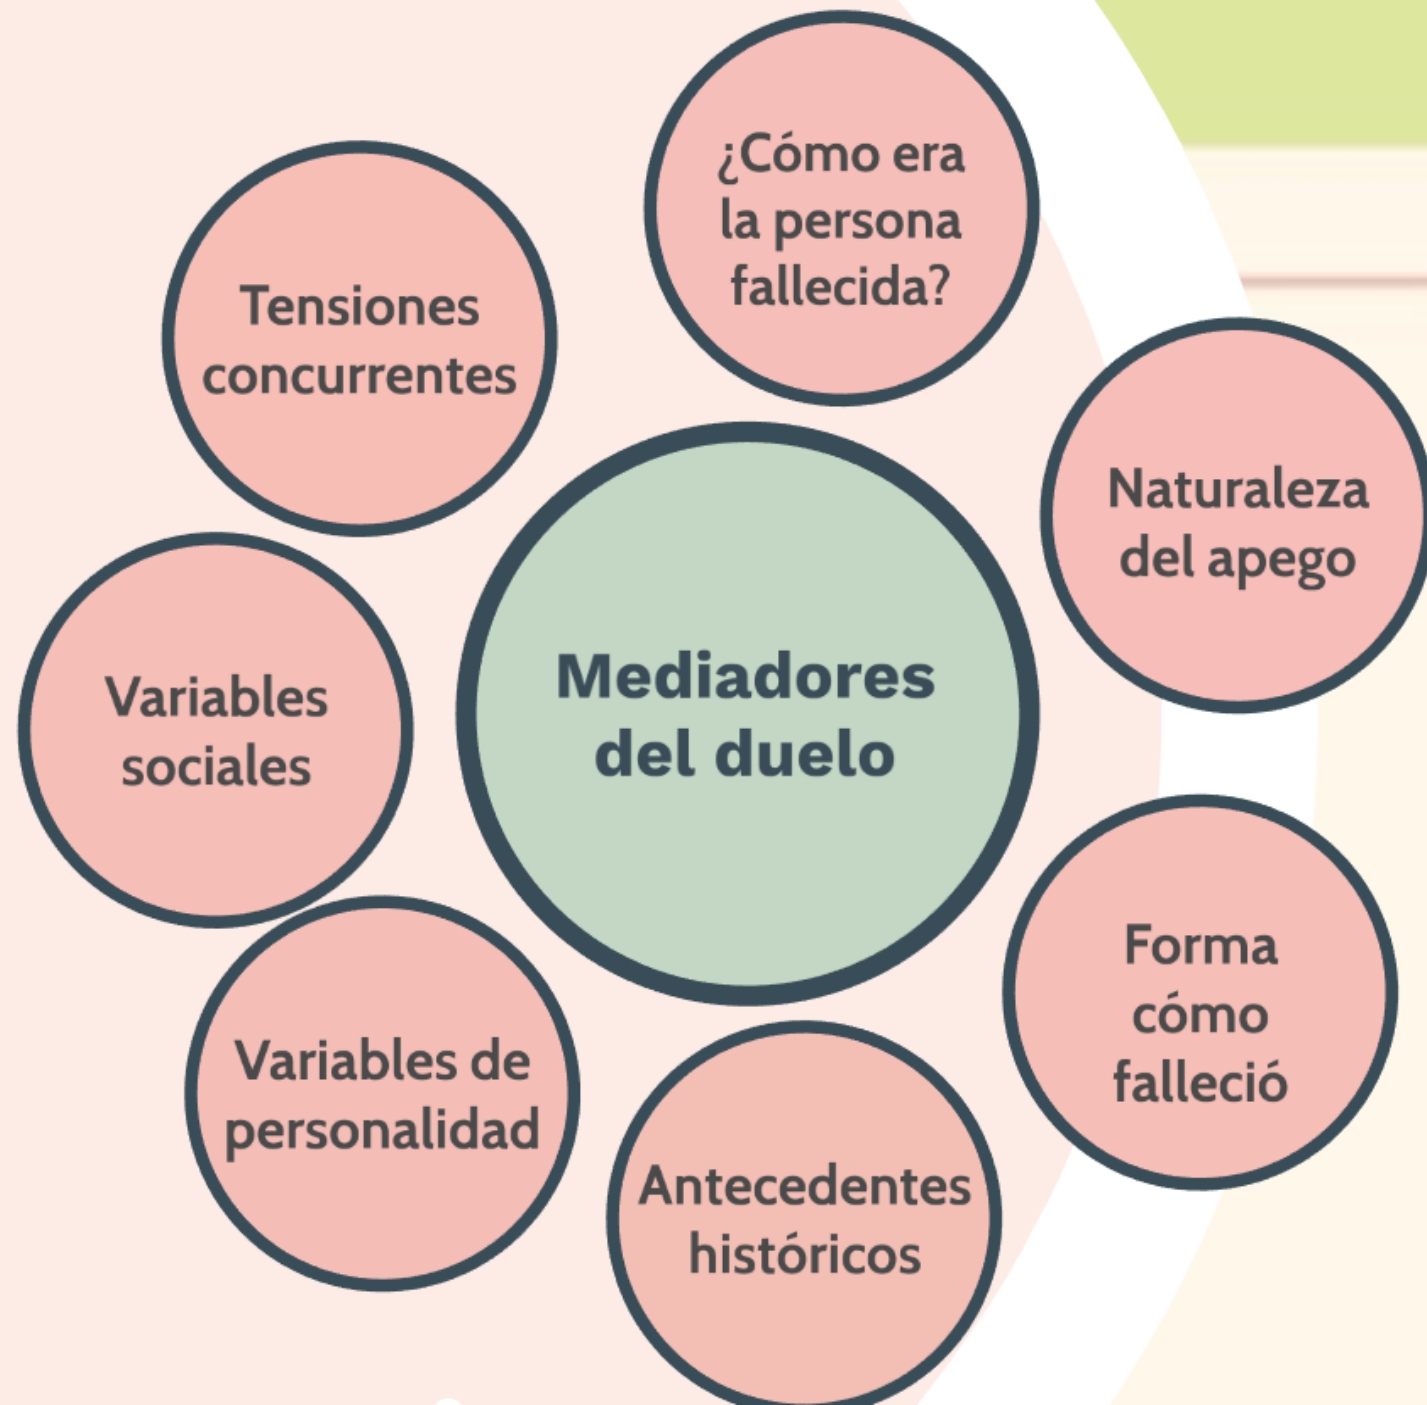 ¿Cómo era
la persona
fallecida?
Tensiones
concurrentes
Naturaleza
del apego
Mediadores
del duelo
Variables
sociales
Forma
cómo
falleció
Variables de
personalidad
Antecedentes
históricos